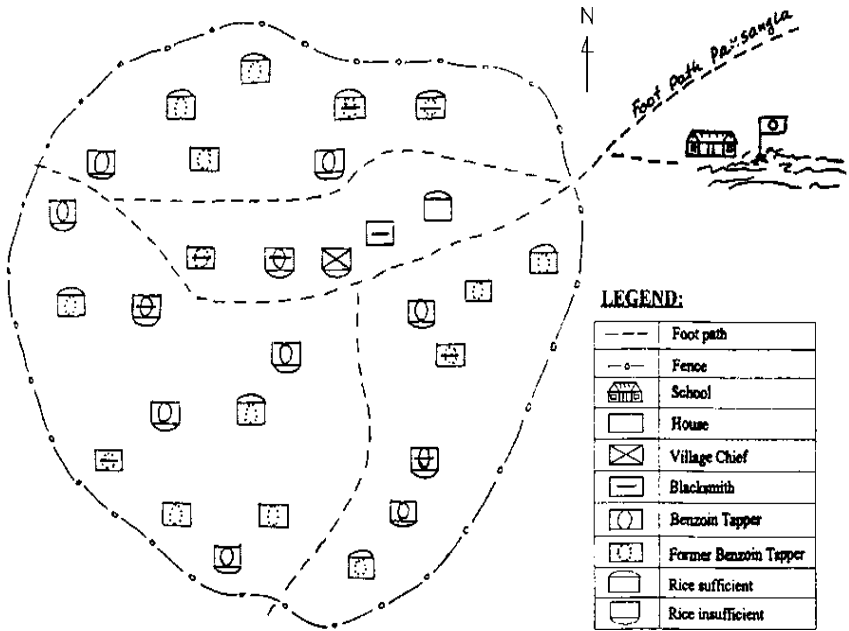 N
Foot path Paksangla
LEGEND:
Foot path
Fence
School
House
Village Chief
Blacksmith
Benzoin Tapper
Former Benzoin Tapper
Rice sufficient
Rice insufficient